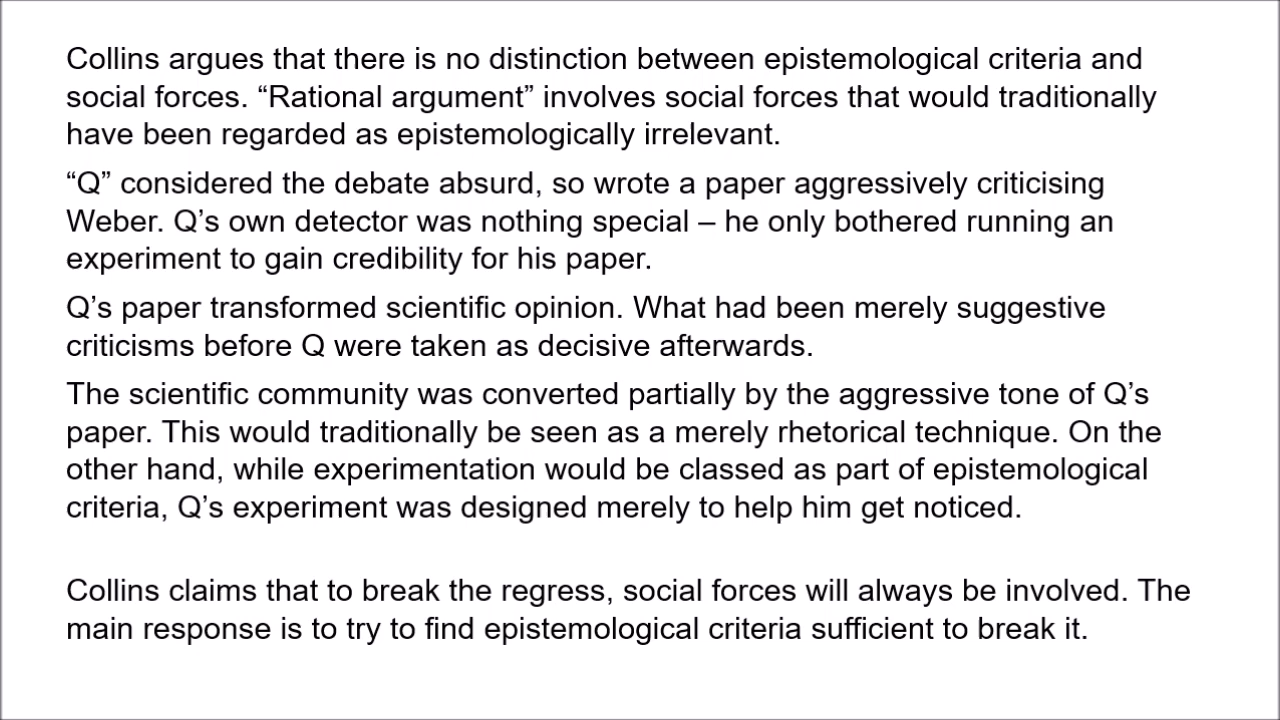 Collins argues that there is no distinction between epistemological criteria and
social forces. “Rational argument” involves social forces that would traditionally
have been regarded as epistemologically irrelevant.
“Q” considered the debate absurd, so wrote a paper aggressively criticising
Weber. Q’s own detector was nothing special – he only bothered running an
experiment to gain credibility for his paper.
Q’s paper transformed scientific opinion. What had been merely suggestive
criticisms before Q were taken as decisive afterwards.
The scientific community was converted partially by the aggressive tone of Q’s
paper. This would traditionally be seen as a merely rhetorical technique. On the
other hand, while experimentation would be classed as part of epistemological
criteria, Q’s experiment was designed merely to help him get noticed.
Collins claims that to break the regress, social forces will always be involved. The
main response is to try to find epistemological criteria sufficient to break it.